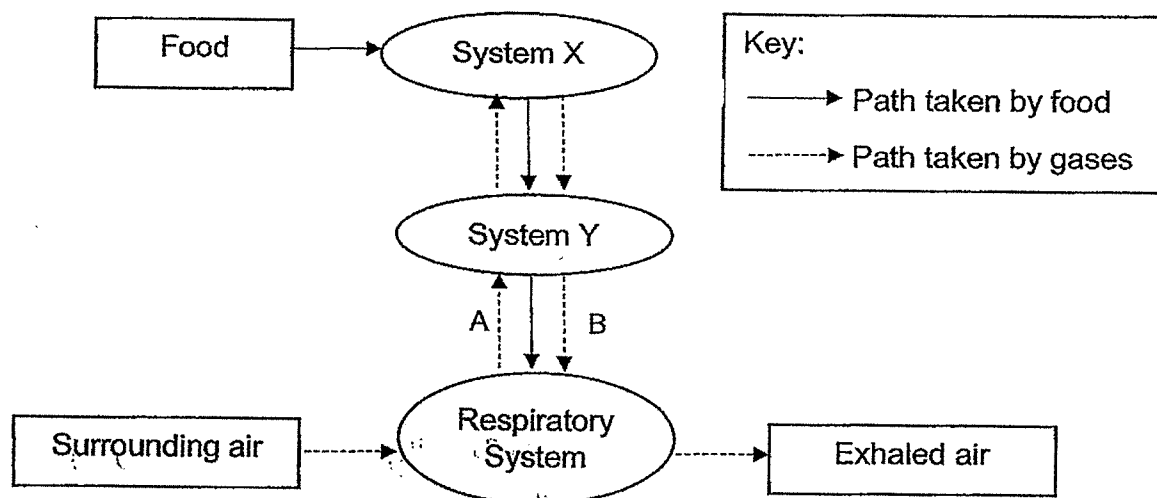 Food
System X
Key:
Path taken by food
Path taken by gases
System Y
A
B
Surrounding air
Respiratory
System
Exhaled air